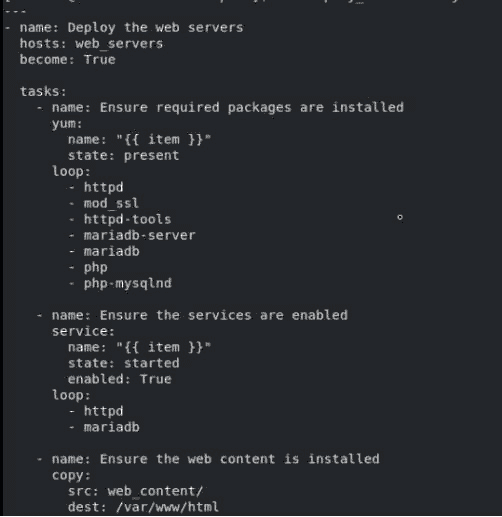 ---
- name: Deploy the web servers
  hosts: web_servers
  become: True

  tasks:
    - name: Ensure required packages are installed
      yum:
        name: "{{ item }}"
        state: present
      loop:
        - httpd
        - mod_ssl
        - httpd-tools
        - mariadb-server
        - mariadb
        - php
        - php-mysqlnd

    - name: Ensure the services are enabled
      service:
        name: "{{ item }}"
        state: started
        enabled: True
      loop:
        - httpd
        - mariadb

    - name: Ensure the web content is installed
      copy:
        src: web_content/
        dest: /var/www/html